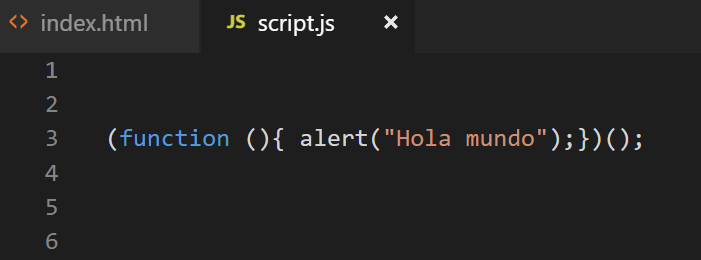 <> index.html JS script.js ×
1
2
3 (function (){ alert("Hola mundo");})();
4
5
6